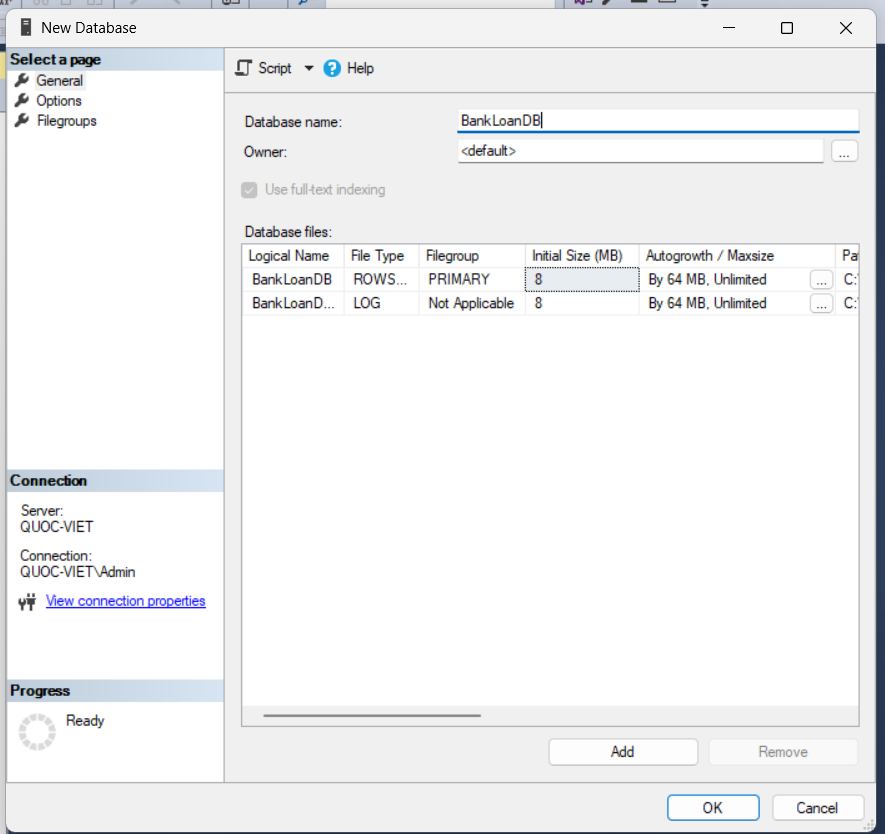 New Database
Select a page
General
Options
Filegroups
Script
Help
Database name:
BankLoanDB
Owner:
<default>
...
Use full-text indexing
Database files:
Logical Name File Type Filegroup Initial Size (MB) Autogrowth / Maxsize
BankLoanDB ROWS... PRIMARY 8 By 64 MB, Unlimited ... C:
BankLoanD... LOG Not Applicable 8 By 64 MB, Unlimited ... C:
Connection
Server:
QUOC-VIET
Connection:
QUOC-VIET\Admin
View connection properties
Progress
Ready
Add
Remove
OK
Cancel